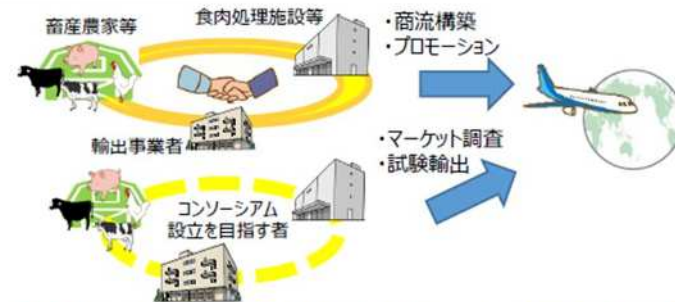 畜産農家等
食肉処理施設等
・商流構築
・プロモーション
輸出事業者
・マーケット調査
・試験輸出
コンソーシアム
設立を目指す者